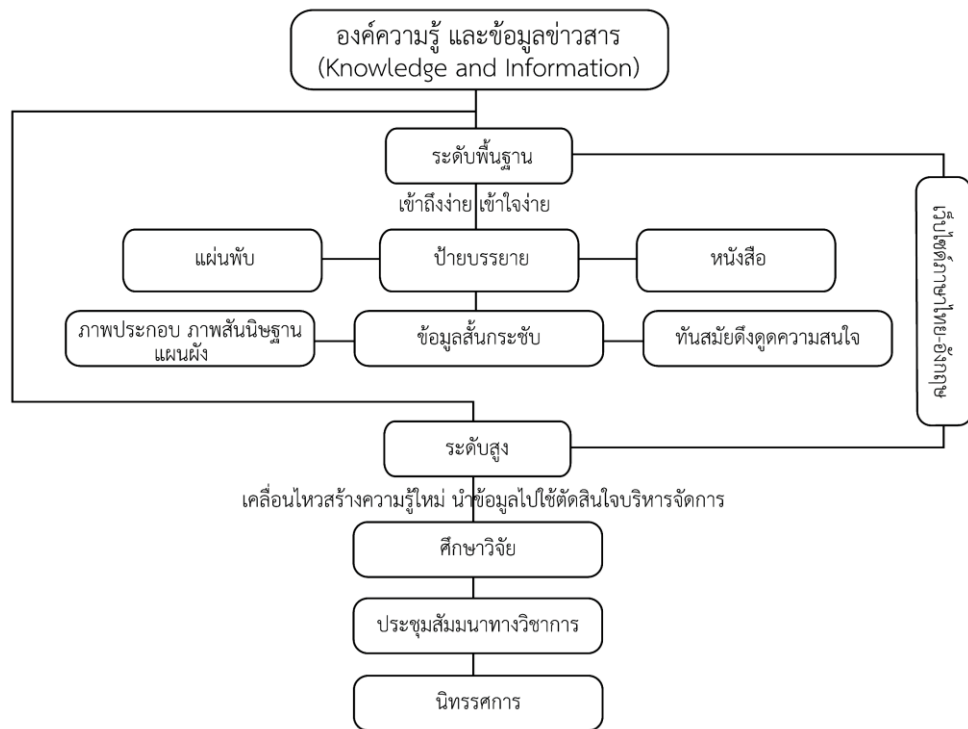 องค์ความรู้ และข้อมูลข่าวสาร
(Knowledge and Information)
ระดับพื้นฐาน
เข้าถึงง่าย เข้าใจง่าย
แผ่นพับ
ป้ายบรรยาย
หนังสือ
ภาพประกอบ ภาพสันนิษฐาน
แผนผัง
ข้อมูลสั้นกระชับ
ทันสมัยดึงดูดความสนใจ
เว็บไซต์ภาษาไทย-อังกฤษ
ระดับสูง
เคลื่อนไหวสร้างความรู้ใหม่ นำข้อมูลไปใช้ตัดสินใจบริหารจัดการ
ศึกษาวิจัย
ประชุมสัมมนาทางวิชาการ
นิทรรศการ